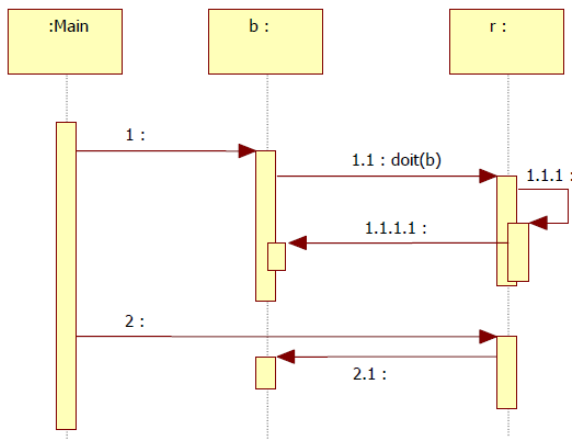 :Main
b :
r :
1 :
1.1 : doit(b)
1.1.1 :
1.1.1.1 :
2 :
2.1 :